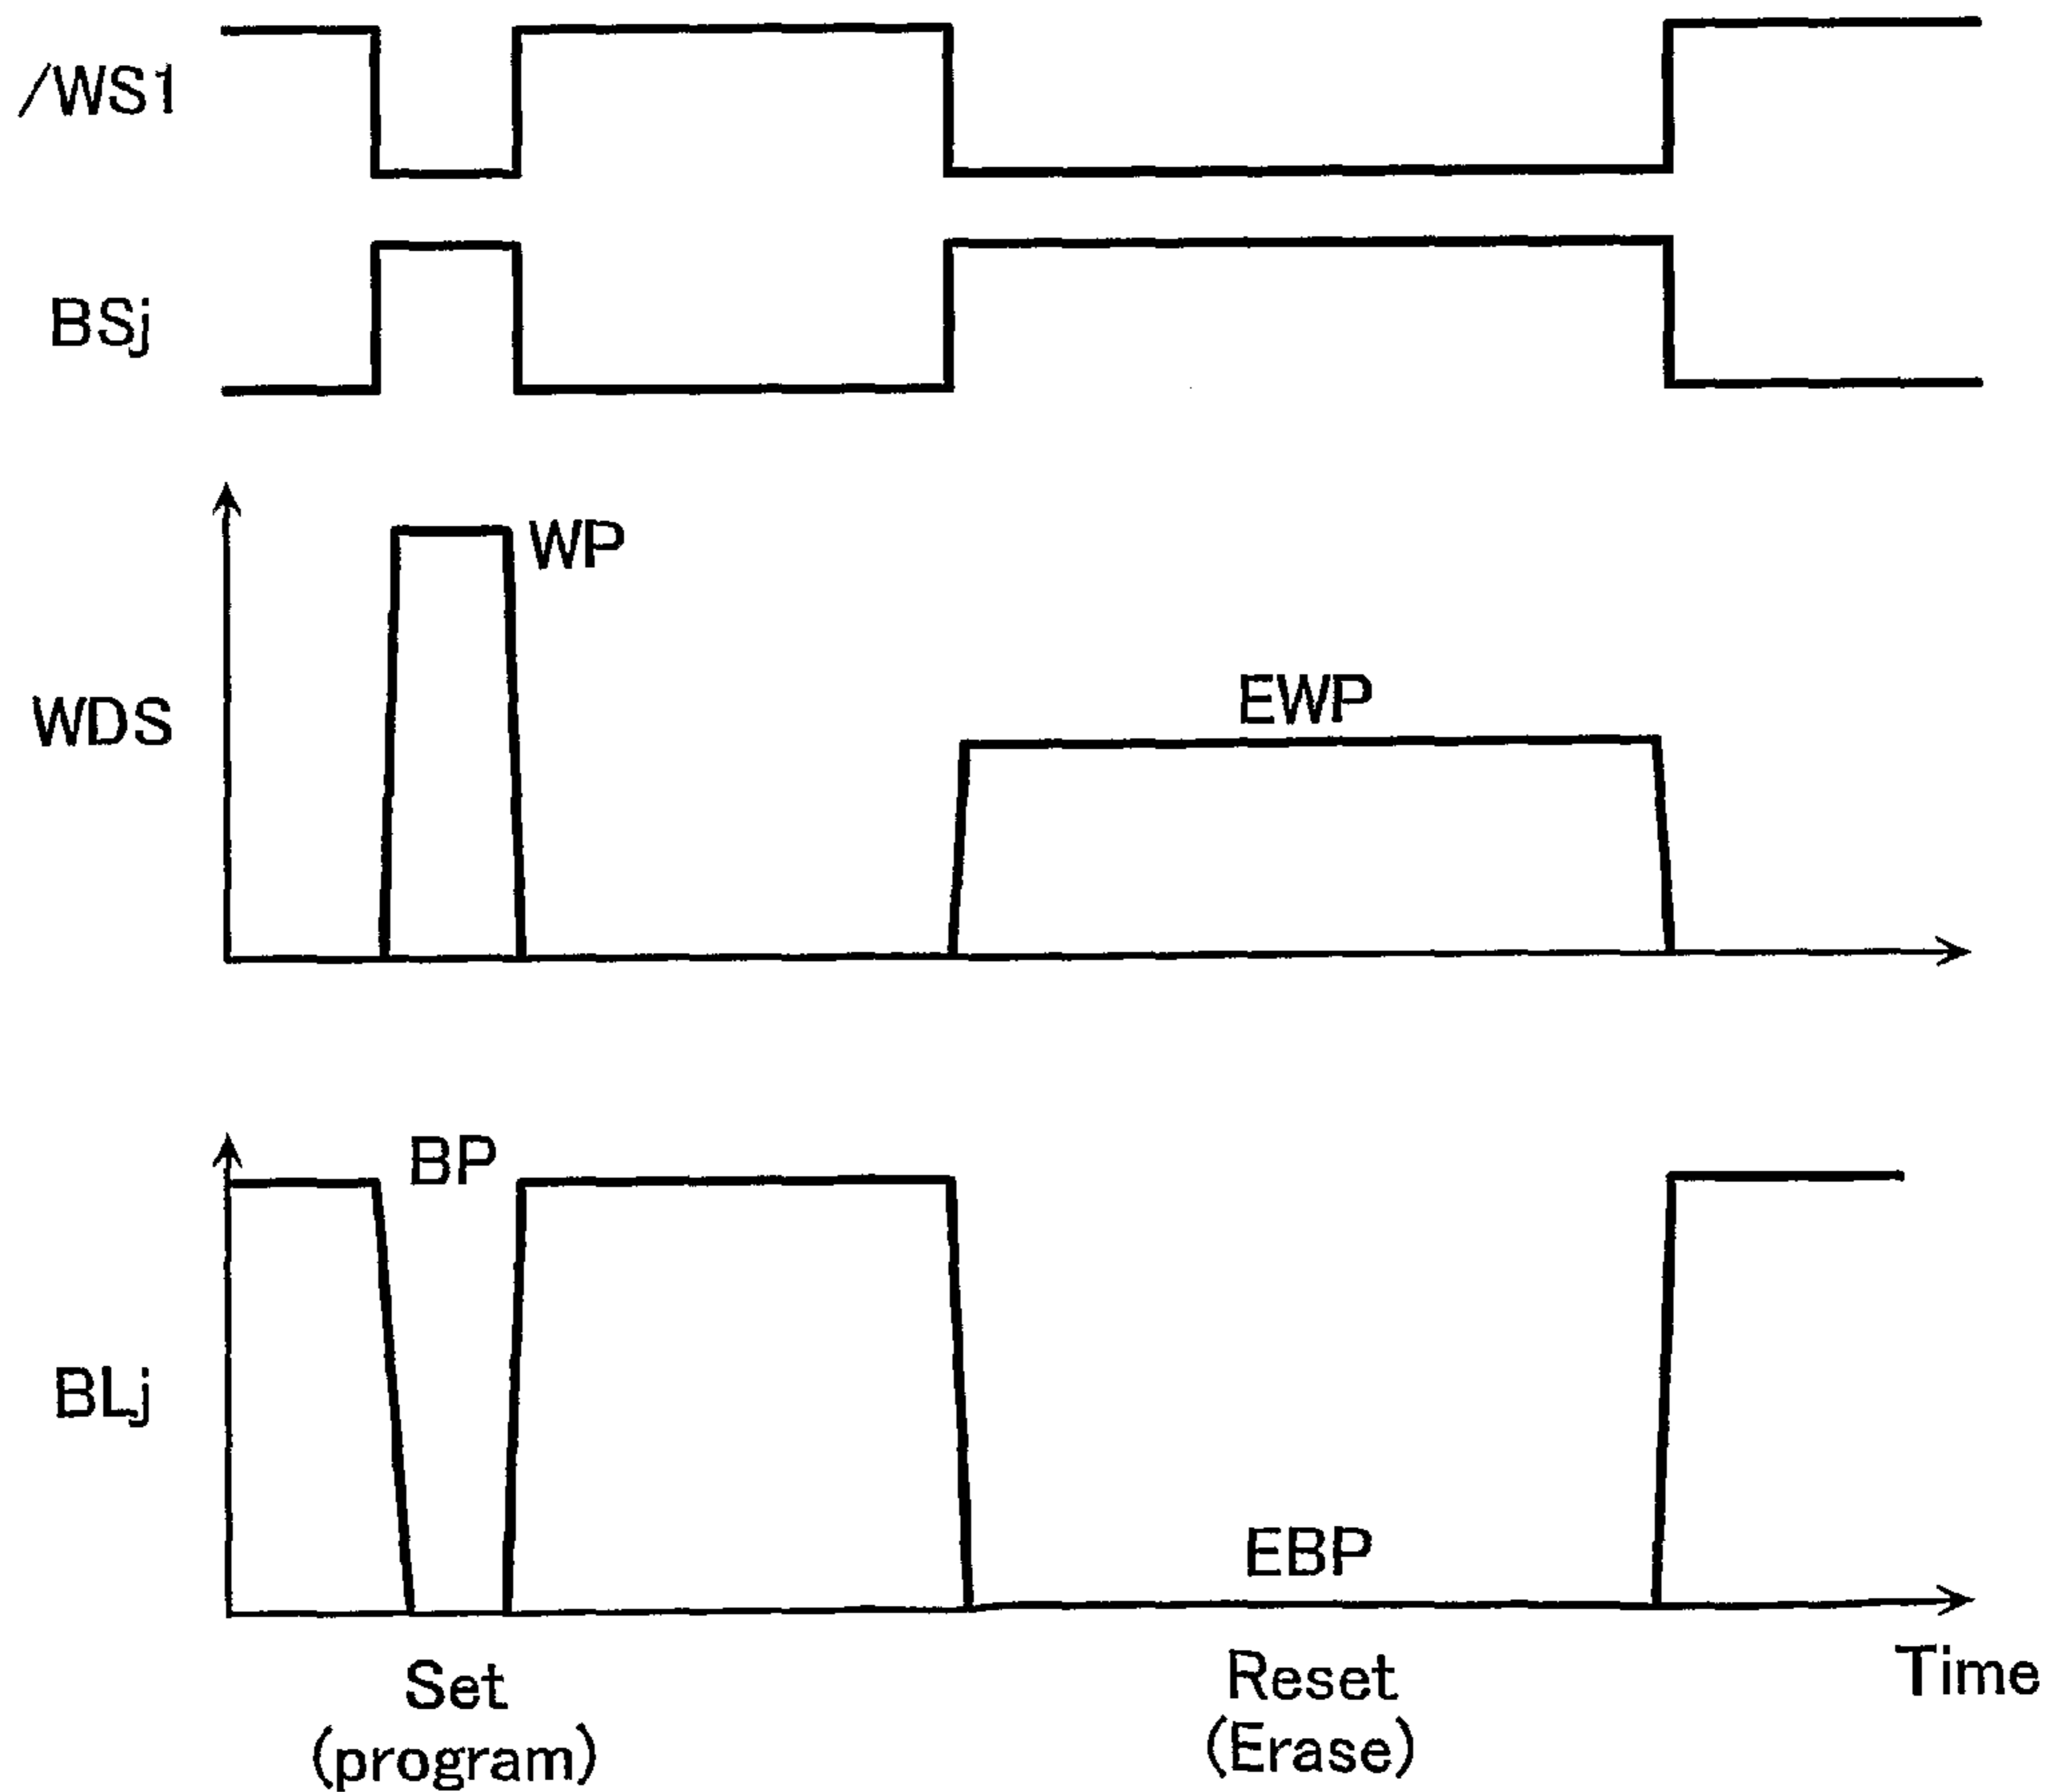 /WS1
BSj
WP
WDS
EWP
BP
BLj
EBP
Set
(program)
Reset
(Erase)
Time